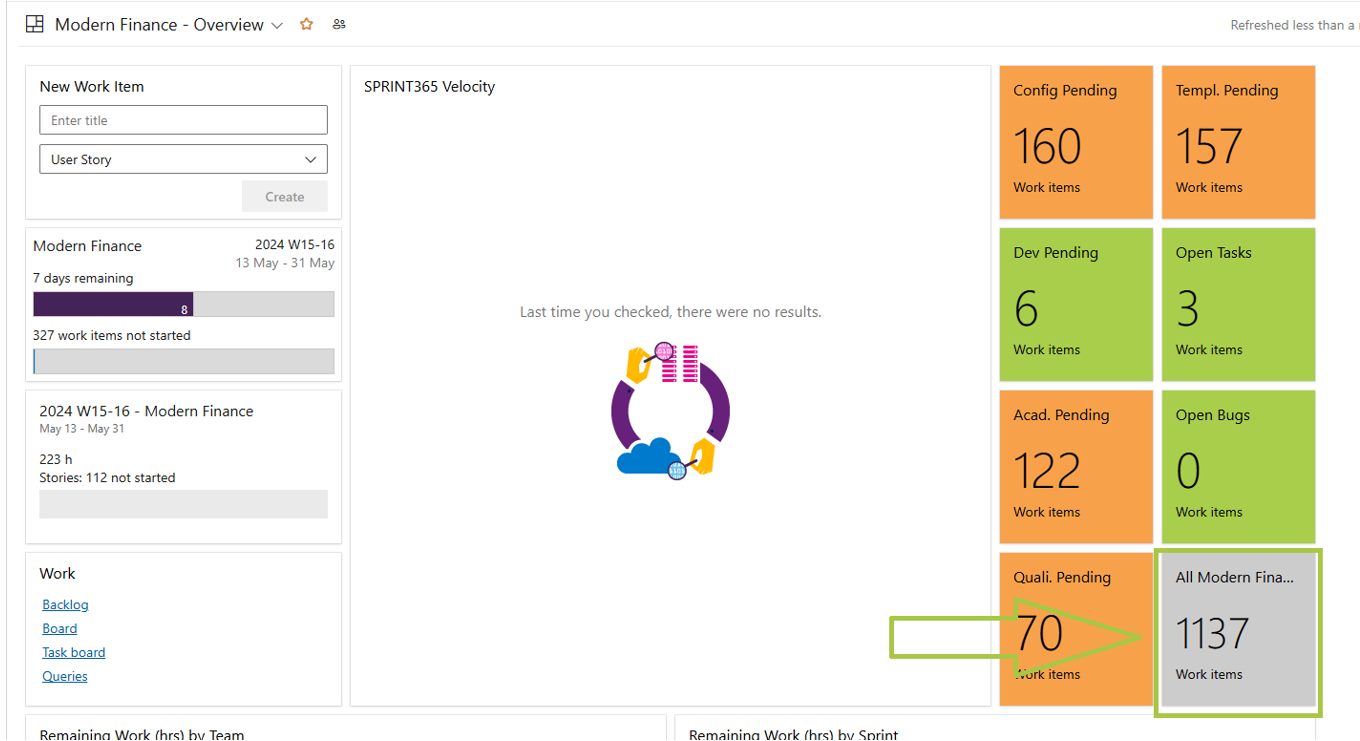 Modern Finance - Overview
Refreshed less than a
New Work Item
Enter title
User Story
Create
Modern Finance
2024 W15-16
13 May - 31 May
7 days remaining
8
327 work items not started
2024 W15-16 - Modern Finance
May 13 - May 31
223 h
Stories: 112 not started
Work
Backlog
Board
Task board
Queries
SPRINT365 Velocity
Last time you checked, there were no results.
Config Pending
160
Work items
Templ. Pending
157
Work items
Dev Pending
6
Work items
Open Tasks
3
Work items
Acad. Pending
122
Work items
Open Bugs
0
Work items
Quali. Pending
70
Work items
All Modern Fina...
1137
Work items
Remaining Work (hrs) by Team
Remaining Work (hrs) by Sprint